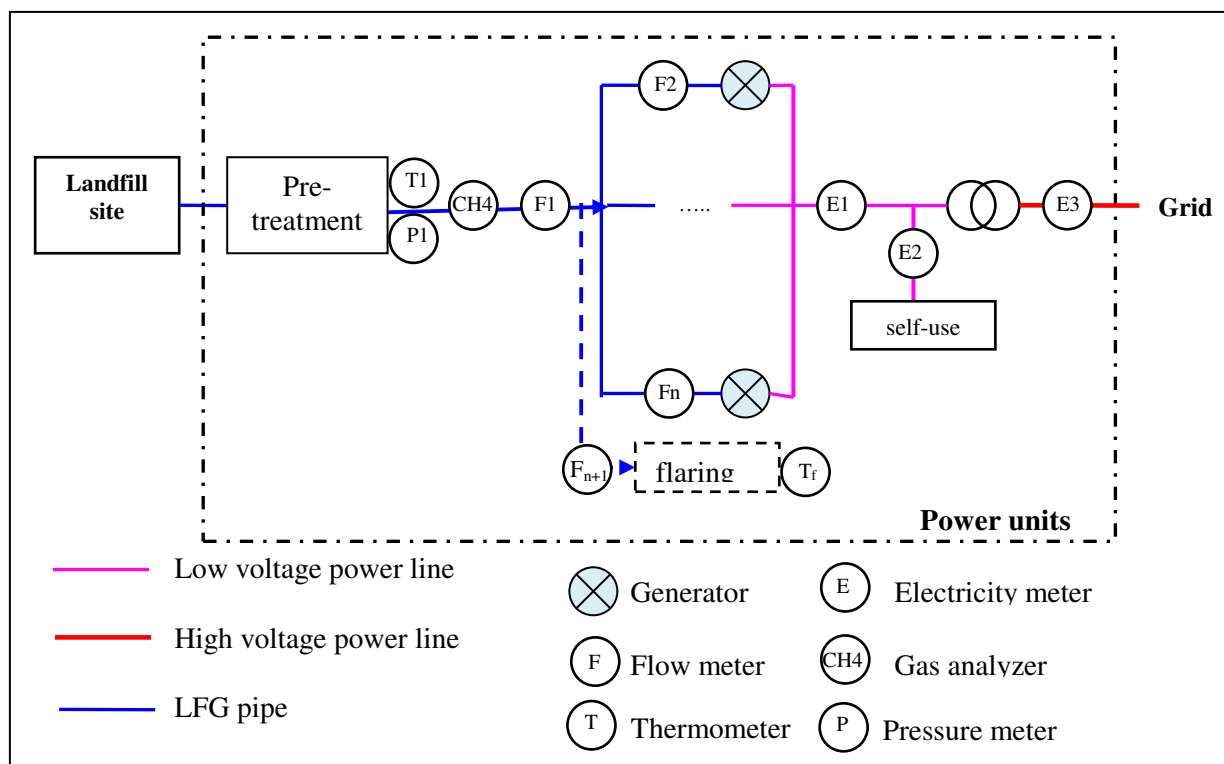 F2
Landfill
site
Pre-
treatment
T1
P1
CH4
F1
.....
E1
E2
E3
Grid
self-use
Fn
Fn+1
flaring
Tf
Power units
Low voltage power line
High voltage power line
LFG pipe
Generator
F
Flow meter
T
Thermometer
E
Electricity meter
CH4
Gas analyzer
P
Pressure meter